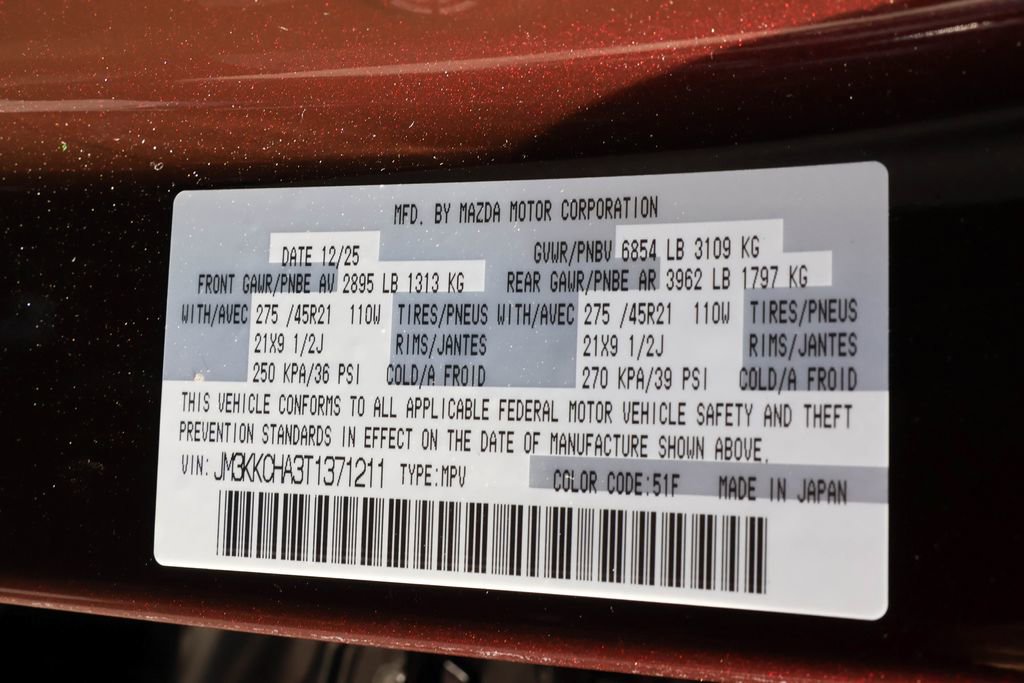 MFD. BY MAZDA MOTOR CORPORATION
DATE 12/25 GVWR/PNBV 6854 LB 3109 KG
FRONT GAWR/PNBE AV 2895 LB 1313 KG REAR GAWR/PNBE AR 3962 LB 1797 KG
WITH/AVEC 275 /45R21 110W TIRES/PNEUS WITH/AVEC 275 /45R21 110W TIRES/PNEUS
21X9 1/2J RIMS/JANTES 21X9 1/2J RIMS/JANTES
250 KPA/36 PSI COLD/A FROID 270 KPA/39 PSI COLD/A FROID
THIS VEHICLE CONFORMS TO ALL APPLICABLE FEDERAL MOTOR VEHICLE SAFETY AND THEFT
PREVENTION STANDARDS IN EFFECT ON THE DATE OF MANUFACTURE SHOWN ABOVE.
VIN: JM3KKCHA3T1371211 TYPE:MPV COLOR CODE:51F MADE IN JAPAN